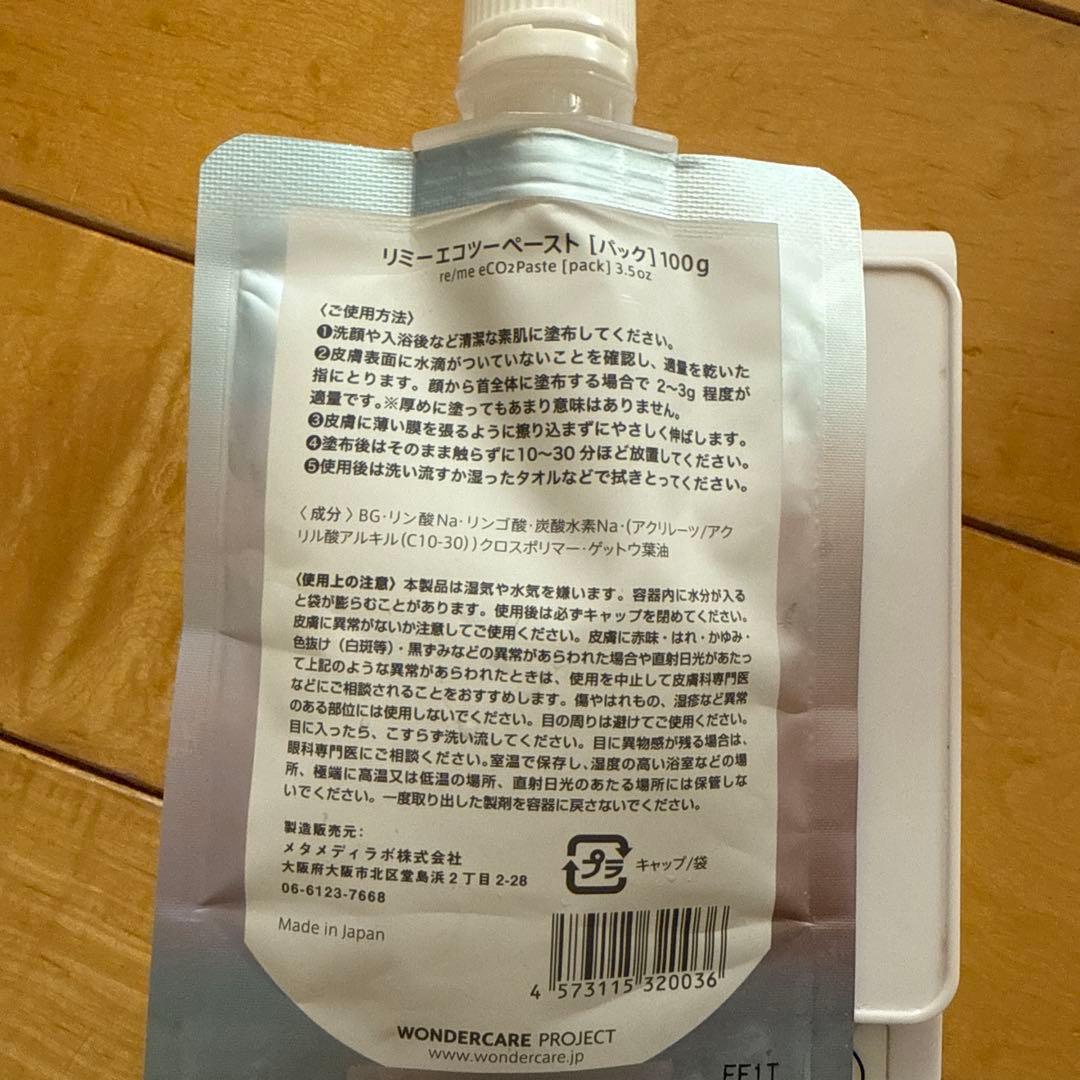 リミーエコツーペースト [パック] 100g
re/me eCO2Paste [pack] 3.5oz
〈ご使用方法〉
❶洗顔や入浴後など清潔な素肌に塗布してください。
❷皮膚表面に水滴がついていないことを確認し、適量を乾いた
指にとります。顔から首全体に塗布する場合で 2〜3g 程度が
適量です。※厚めに塗ってもあまり意味はありません。
❸皮膚に薄い膜を張るように擦り込まずにやさしく伸ばします。
❹塗布後はそのまま触らずに10〜30 分ほど放置してください。
❺使用後は洗い流すか湿ったタオルなどで拭きとってください。
〈 成分 〉BG・リン酸Na・リンゴ酸・炭酸水素Na・(アクリレーツ/アク
リル酸アルキル(C10-30))クロスポリマー・ゲットウ葉油
〈使用上の注意〉本製品は湿気や水気を嫌います。容器内に水分が入る
と袋が膨らむことがあります。使用後は必ずキャップを閉めてください。
皮膚に異常がないか注意してご使用ください。皮膚に赤味・はれ・かゆみ・
色抜け（白斑等）・黒ずみなどの異常があらわれた場合や直射日光があたっ
て上記のような異常があらわれたときは、使用を中止して皮膚科専門医
などにご相談されることをおすすめします。傷やはれもの、湿疹など異常
のある部位には使用しないでください。目の周りは避けてご使用ください。
目に入ったら、こすらず洗い流してください。目に異物感が残る場合は、
眼科専門医にご相談ください。室温で保存し、湿度の高い浴室などの場
所、極端に高温又は低温の場所、直射日光のあたる場所には保管しな
いでください。一度取り出した製剤を容器に戻さないでください。
製造販売元：
メタメディラボ株式会社
大阪府大阪市北区堂島浜２丁目 2-28
06-6123-7668
プラ
キャップ/袋
Made in Japan
4 573115 320036
WONDERCARE PROJECT
www.wondercare.jp